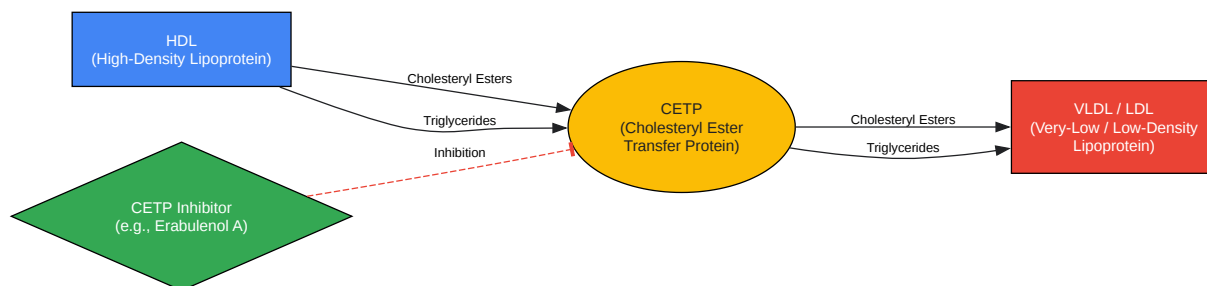 HDL
(High-Density Lipoprotein)
Cholesteryl Esters
Triglycerides
Inhibition
CETP Inhibitor
(e.g., Erabulenol A)
CETP
(Cholesteryl Ester
Transfer Protein)
Cholesteryl Esters
Triglycerides
VLDL / LDL
(Very-Low / Low-Density
Lipoprotein)